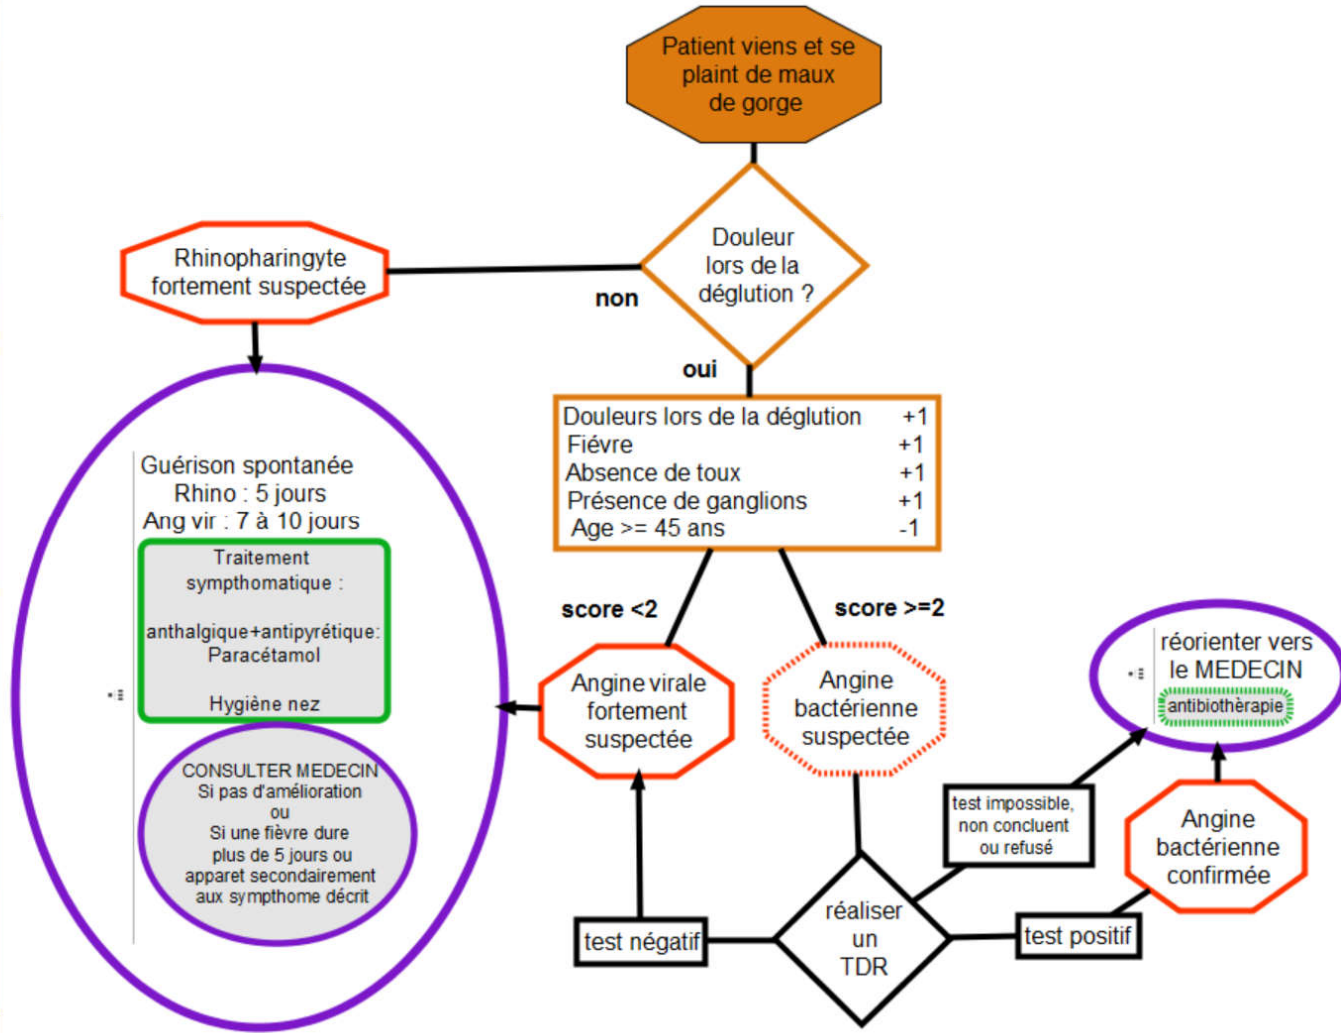 Patient viens et se
plaint de maux
de gorge
Douleur
lors de la
déglution ?
non
oui
Rhinopharingyte
fortement suspectée
Douleurs lors de la déglution +1
Fiévre +1
Absence de toux +1
Présence de ganglions +1
Age >= 45 ans -1
score <2
score >=2
Guérison spontanée
Rhino : 5 jours
Ang vir : 7 à 10 jours
Traitement
sympthomatique :
anthalgique+antipyrétique:
Paracétamol
Hygiène nez
CONSULTER MEDECIN
Si pas d'amélioration
ou
Si une fièvre dure
plus de 5 jours ou
apparet secondairement
aux sympthome décrit
Angine virale
fortement
suspectée
Angine
bactérienne
suspectée
réorienter vers
le MEDECIN
antibiothèrapie
test impossible,
non concluent
ou refusé
Angine
bactérienne
confirmée
test négatif
réaliser
un
TDR
test positif